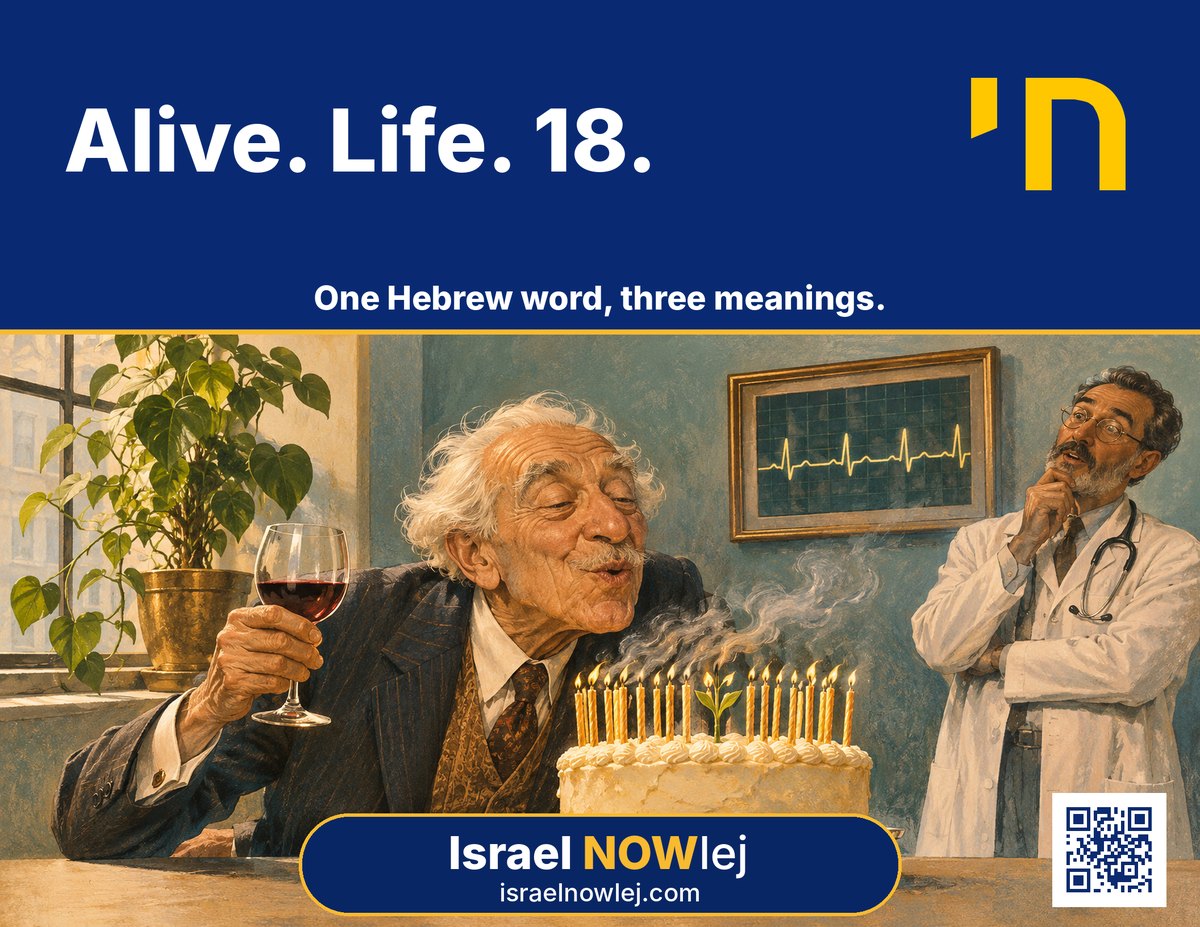 Alive. Life. 18.
חי
One Hebrew word, three meanings.
Israel NOWlej
israelnowlej.com